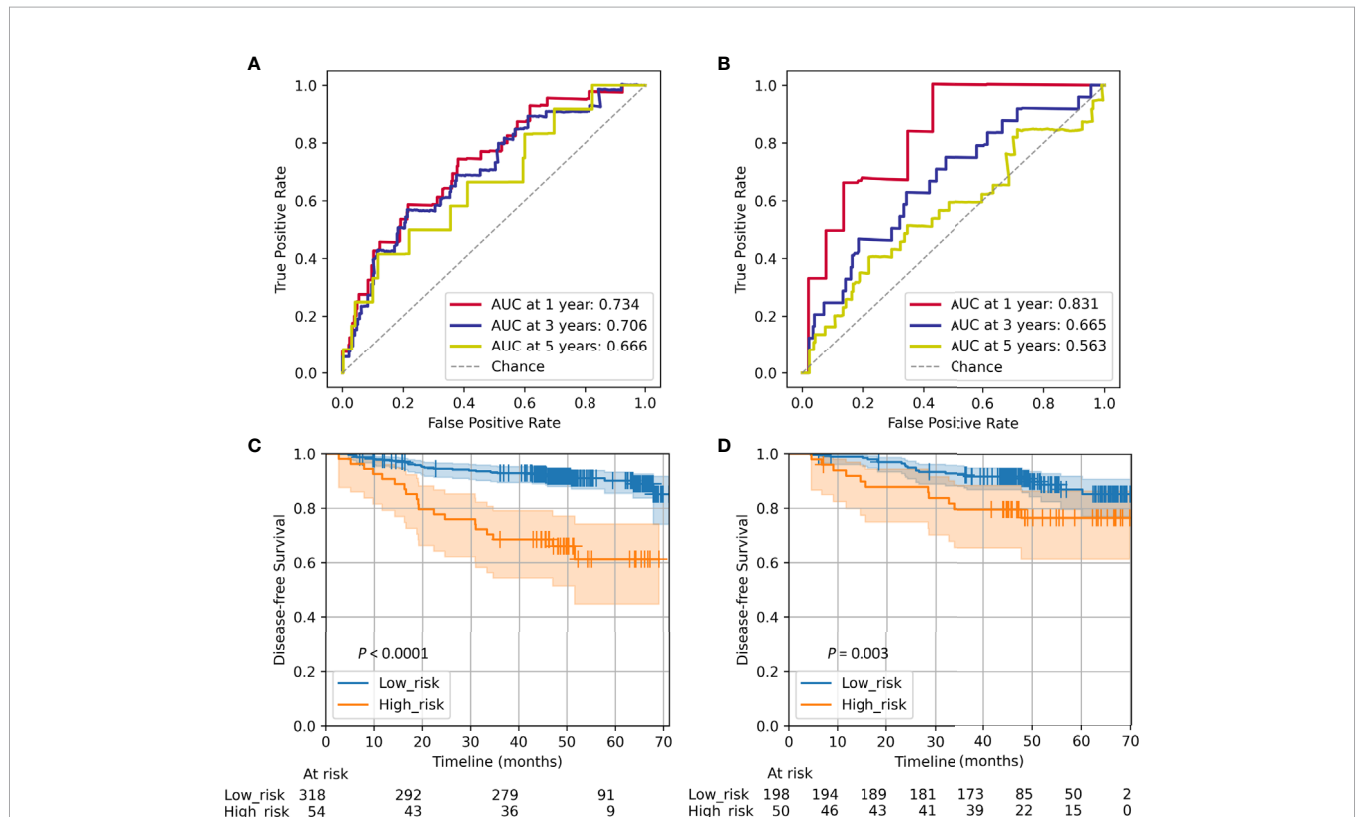 A
True Positive Rate
1.0
0.8
0.6
0.4
0.2
0.0
AUC at 1 year: 0.734
AUC at 3 years: 0.706
AUC at 5 years: 0.666
Chance
0.0 0.2 0.4 0.6 0.8 1.0
False Positive Rate
B
True Positive Rate
1.0
0.8
0.6
0.4
0.2
0.0
AUC at 1 year: 0.831
AUC at 3 years: 0.665
AUC at 5 years: 0.563
Chance
0.0 0.2 0.4 0.6 0.8 1.0
False Positive Rate
C
Disease-free Survival
1.0
0.8
0.6
0.4
0.2
0.0
P < 0.0001
Low_risk
High_risk
0 10 20 30 40 50 60 70
Timeline (months)
At risk
Low_risk 318 292 279 91
High_risk 54 43 36 9
D
Disease-free Survival
1.0
0.8
0.6
0.4
0.2
0.0
P = 0.003
Low_risk
High_risk
0 10 20 30 40 50 60 70
Timeline (months)
At risk
Low_risk 198 194 189 181 173 85 50 2
High_risk 50 46 43 41 39 22 15 0